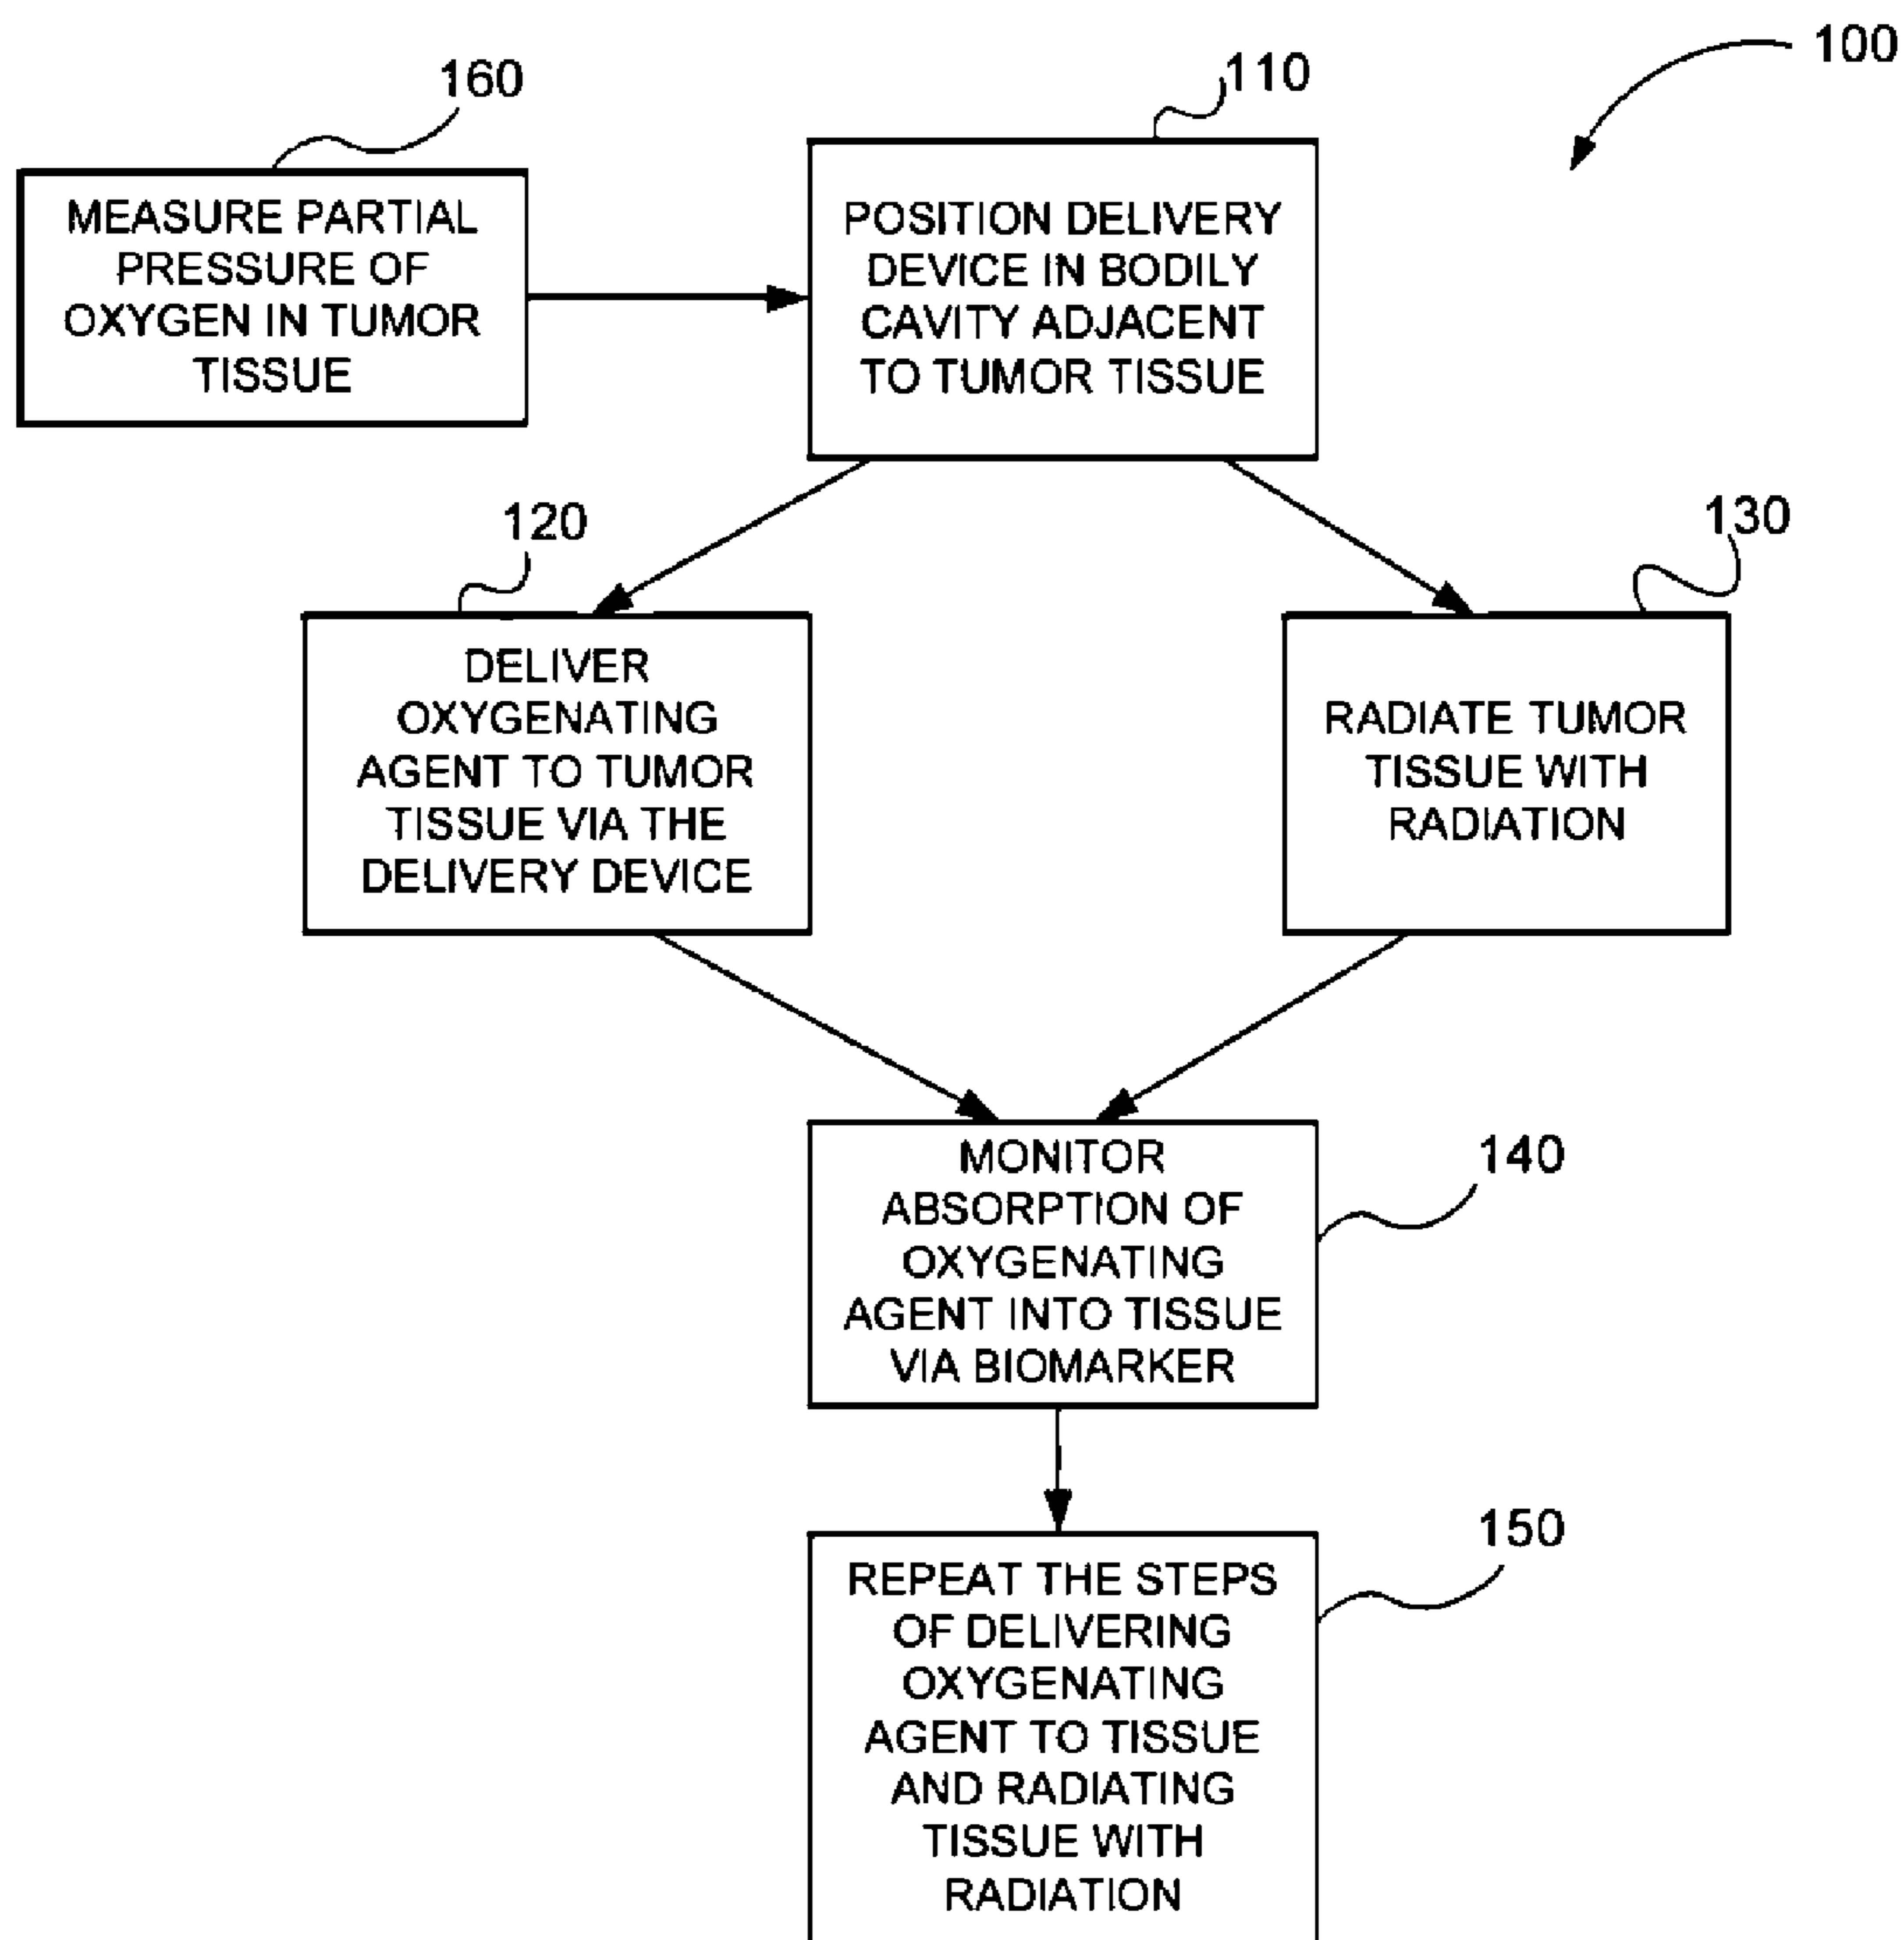 100
160
MEASURE PARTIAL
PRESSURE OF
OXYGEN IN TUMOR
TISSUE
110
POSITION DELIVERY
DEVICE IN BODILY
CAVITY ADJACENT
TO TUMOR TISSUE
120
DELIVER
OXYGENATING
AGENT TO TUMOR
TISSUE VIA THE
DELIVERY DEVICE
130
RADIATE TUMOR
TISSUE WITH
RADIATION
140
MONITOR
ABSORPTION OF
OXYGENATING
AGENT INTO TISSUE
VIA BIOMARKER
150
REPEAT THE STEPS
OF DELIVERING
OXYGENATING
AGENT TO TISSUE
AND RADIATING
TISSUE WITH
RADIATION